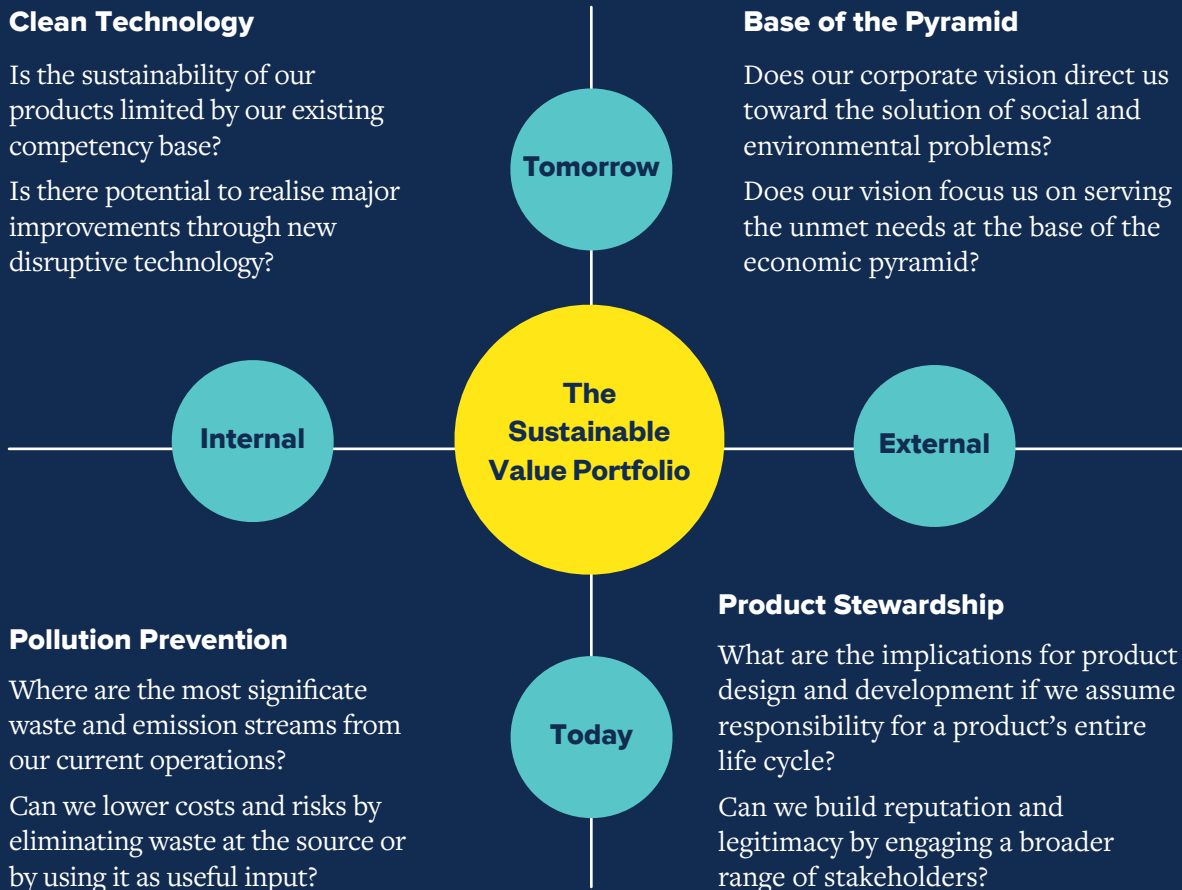 Clean Technology
Is the sustainability of our
products limited by our existing
competency base?
Is there potential to realise major
improvements through new
disruptive technology?
Tomorrow
Base of the Pyramid
Does our corporate vision direct us
toward the solution of social and
environmental problems?
Does our vision focus us on serving
the unmet needs at the base of the
economic pyramid?
Internal
The
Sustainable
Value Portfolio
External
Pollution Prevention
Where are the most significate
waste and emission streams from
our current operations?
Can we lower costs and risks by
eliminating waste at the source or
by using it as useful input?
Today
Product Stewardship
What are the implications for product
design and development if we assume
responsibility for a product’s entire
life cycle?
Can we build reputation and
legitimacy by engaging a broader
range of stakeholders?